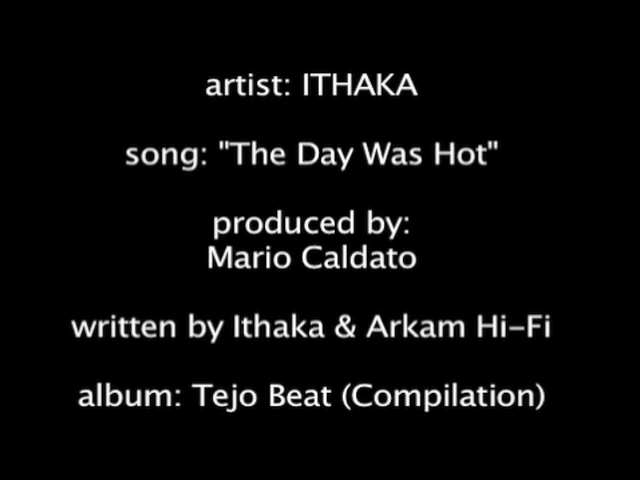 artist: ITHAKA
song: "The Day Was Hot"
produced by:
Mario Caldato
written by Ithaka & Arkam Hi-Fi
album: Tejo Beat (Compilation)